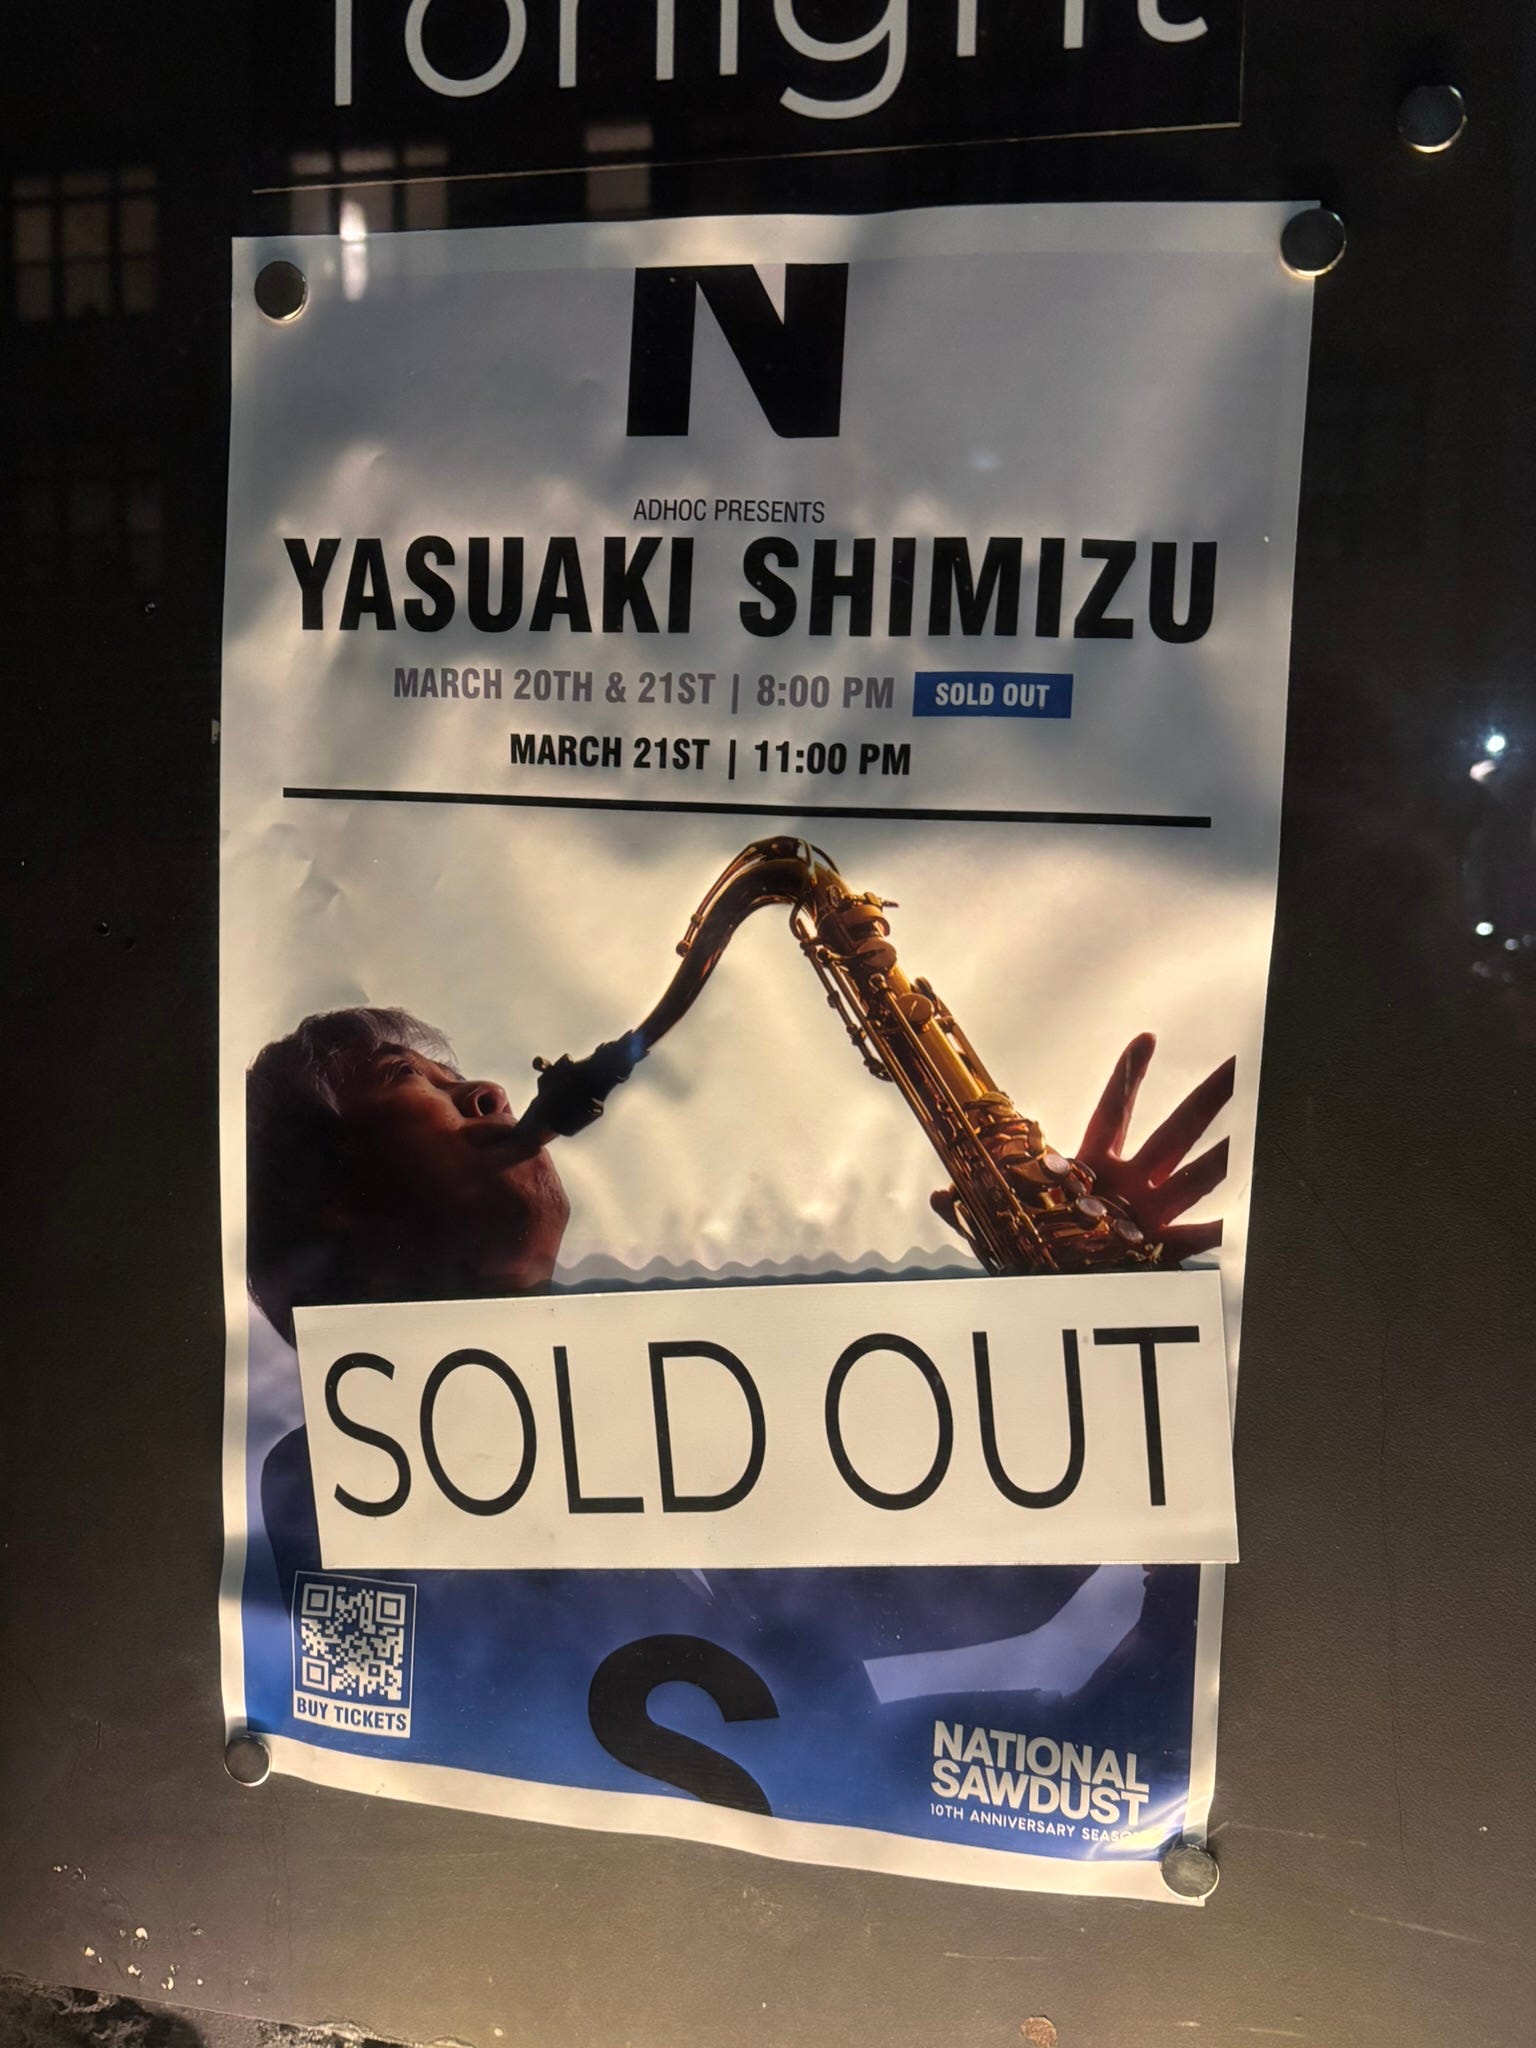 Tonight
N
ADHOC PRESENTS
YASUAKI SHIMIZU
MARCH 20TH & 21ST | 8:00 PM SOLD OUT
MARCH 21ST | 11:00 PM
SOLD OUT
BUY TICKETS
S
NATIONAL
SAWDUST
10TH ANNIVERSARY SEASON